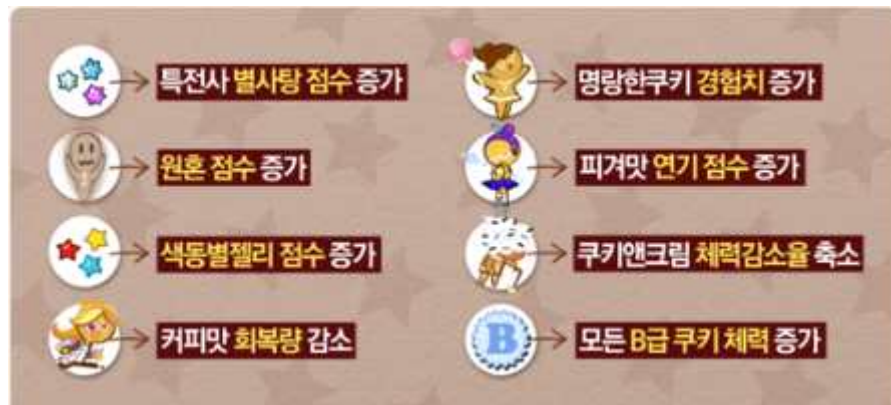 특전사 별사탕 점수 증가
원혼 점수 증가
색동별젤리 점수 증가
커피맛 회복량 감소
명랑한쿠키 경험치 증가
피겨맛 연기 점수 증가
쿠키앤크림 체력감소율 축소
B
모든 B급 쿠키 체력 증가